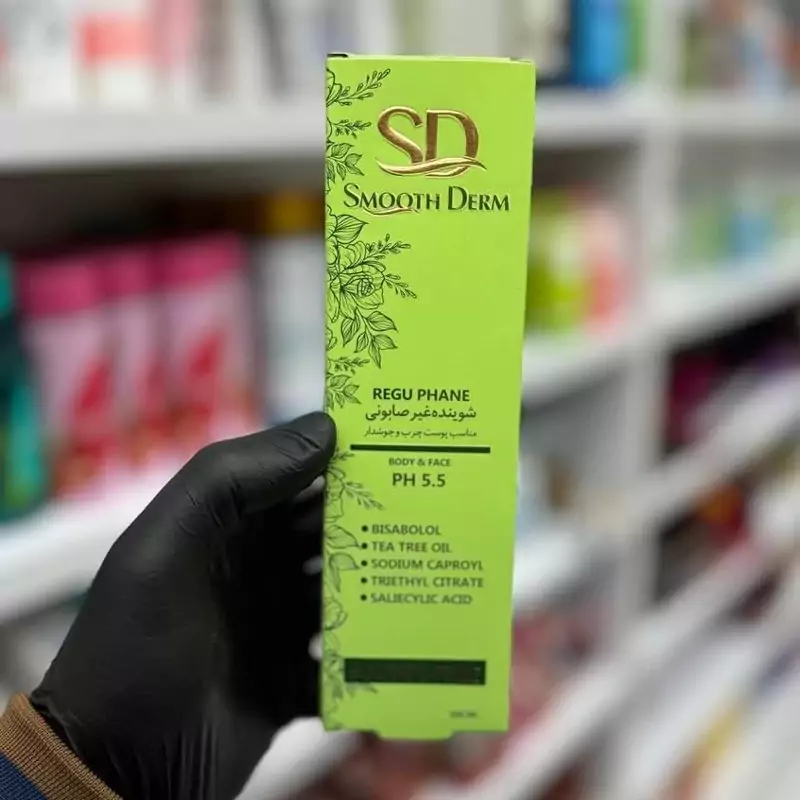 SD
SMOOTH DERM
REGU PHANE
شوینده غیر صابونی
مناسب پوست چرب و جوشدار
BODY & FACE
PH 5.5
• BISABOLOL
• TEA TREE OIL
• SODIUM CAPROYL
• TRIETHYL CITRATE
• SALIECYLIC ACID